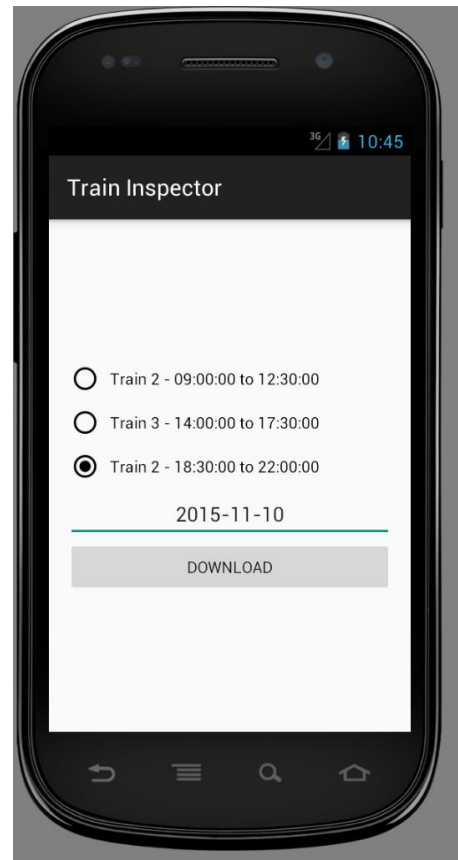 3G 10:45
Train Inspector
Train 2 - 09:00:00 to 12:30:00
Train 3 - 14:00:00 to 17:30:00
Train 2 - 18:30:00 to 22:00:00
2015-11-10
DOWNLOAD